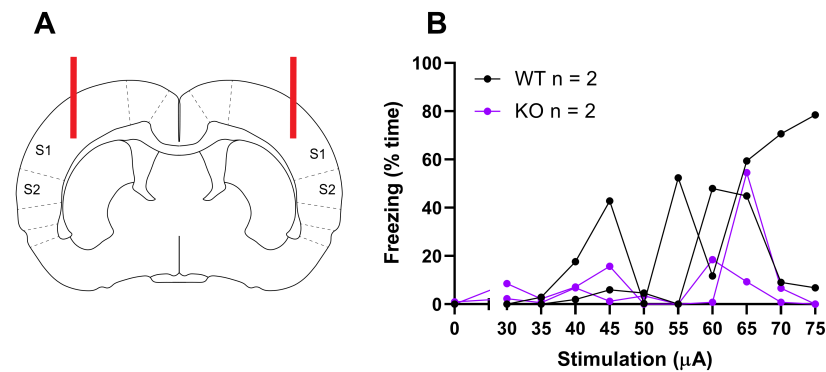 A
S1
S2
S1
S2
B
Freezing (% time)
100
80
60
40
20
0
WT n = 2
KO n = 2
0 30 35 40 45 50 55 60 65 70 75
Stimulation (μA)